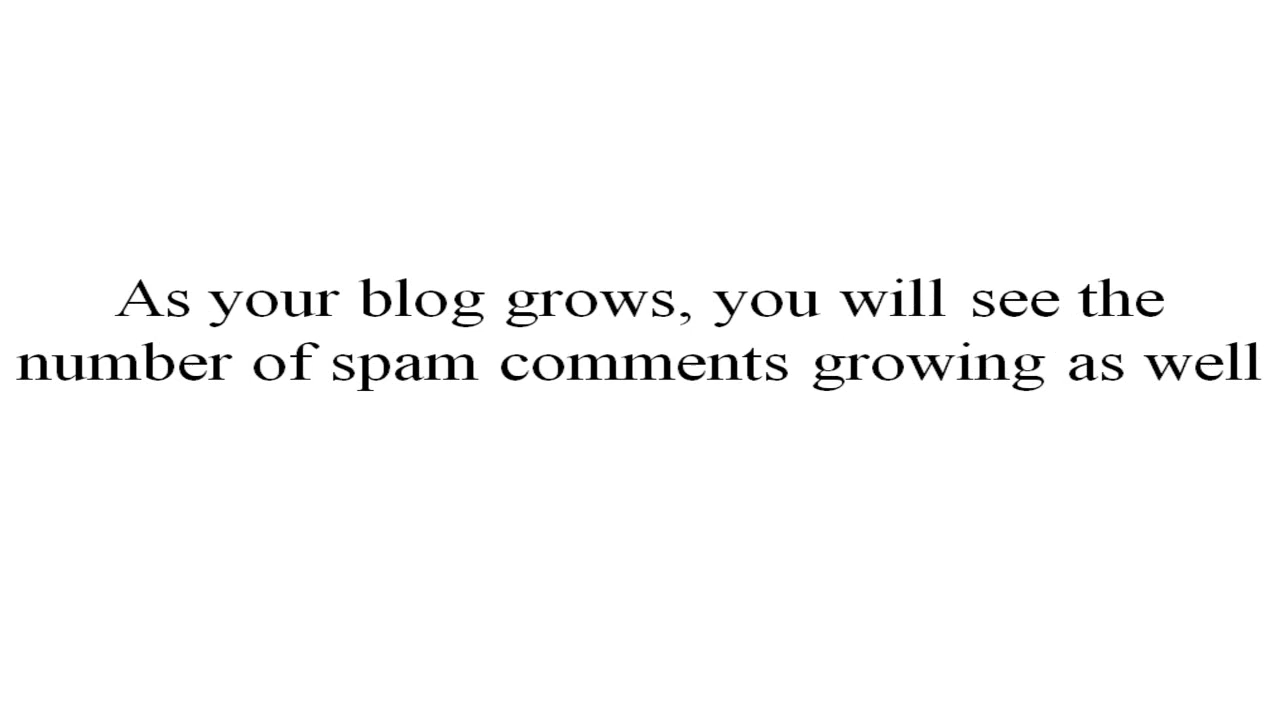 As your blog grows, you will see the
number of spam comments growing as well